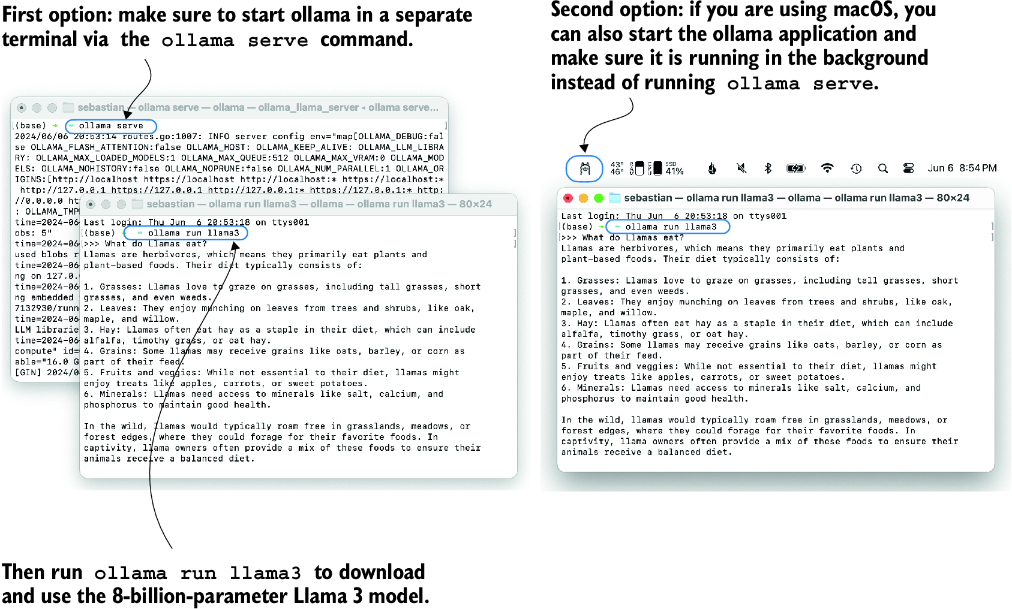 First option: make sure to start ollama in a separate
terminal via the ollama serve command.
sebastian — ollama serve — ollama — ollama_llama_server ◂ ollama serve...
(base) → ~ ollama serve
2024/06/06 20:53:14 routes.go:1007: INFO server config env="map[OLLAMA_DEBUG:fal
se OLLAMA_FLASH_ATTENTION:false OLLAMA_HOST: OLLAMA_KEEP_ALIVE: OLLAMA_LLM_LIBRA
RY: OLLAMA_MAX_LOADED_MODELS:1 OLLAMA_MAX_QUEUE:512 OLLAMA_MAX_VRAM:0 OLLAMA_MOD
ELS: OLLAMA_NOHISTORY:false OLLAMA_NOPRUNE:false OLLAMA_NUM_PARALLEL:1 OLLAMA_OR
IGINS:[http://localhost https://localhost http://localhost:* https://localhost:*
http://127.0.0.1 https://127.0.0.1 http://127.0.0.1:* https://127.0.0.1:* http:
//0.0.0.0 ht
: OLLAMA_TMP
time=2024-06
obs: 5"
time=2024-06
used blobs r
time=2024-06
ng on 127.0.
time=2024-06
ng embedded
7132930/runn
time=2024-06
LLM librarie
time=2024-06
compute" id=
able="16.0 G
[GIN] 2024/0
sebastian — ollama run llama3 — ollama — ollama run llama3 — 80×24
Last login: Thu Jun 6 20:53:18 on ttys001
(base) → ~ ollama run llama3
>>> What do Llamas eat?
Llamas are herbivores, which means they primarily eat plants and
plant-based foods. Their diet typically consists of:
1. Grasses: Llamas love to graze on grasses, including tall grasses, short
grasses, and even weeds.
2. Leaves: They enjoy munching on leaves from trees and shrubs, like oak,
maple, and willow.
3. Hay: Llamas often eat hay as a staple in their diet, which can include
alfalfa, timothy grass, or oat hay.
4. Grains: Some llamas may receive grains like oats, barley, or corn as
part of their feed.
5. Fruits and veggies: While not essential to their diet, llamas might
enjoy treats like apples, carrots, or sweet potatoes.
6. Minerals: Llamas need access to minerals like salt, calcium, and
phosphorus to maintain good health.
In the wild, llamas would typically roam free in grasslands, meadows, or
forest edges, where they could forage for their favorite foods. In
captivity, llama owners often provide a mix of these foods to ensure their
animals receive a balanced diet.
Then run ollama run llama3 to download
and use the 8-billion-parameter Llama 3 model.
Second option: if you are using macOS, you
can also start the ollama application and
make sure it is running in the background
instead of running ollama serve.
43° SSD
46° 41% Jun 6 8:54 PM
sebastian — ollama run llama3 — ollama — ollama run llama3 — 80×24
Last login: Thu Jun 6 20:53:18 on ttys001
(base) → ~ ollama run llama3
>>> What do Llamas eat?
Llamas are herbivores, which means they primarily eat plants and
plant-based foods. Their diet typically consists of:
1. Grasses: Llamas love to graze on grasses, including tall grasses, short
grasses, and even weeds.
2. Leaves: They enjoy munching on leaves from trees and shrubs, like oak,
maple, and willow.
3. Hay: Llamas often eat hay as a staple in their diet, which can include
alfalfa, timothy grass, or oat hay.
4. Grains: Some llamas may receive grains like oats, barley, or corn as
part of their feed.
5. Fruits and veggies: While not essential to their diet, llamas might
enjoy treats like apples, carrots, or sweet potatoes.
6. Minerals: Llamas need access to minerals like salt, calcium, and
phosphorus to maintain good health.
In the wild, llamas would typically roam free in grasslands, meadows, or
forest edges, where they could forage for their favorite foods. In
captivity, llama owners often provide a mix of these foods to ensure their
animals receive a balanced diet.